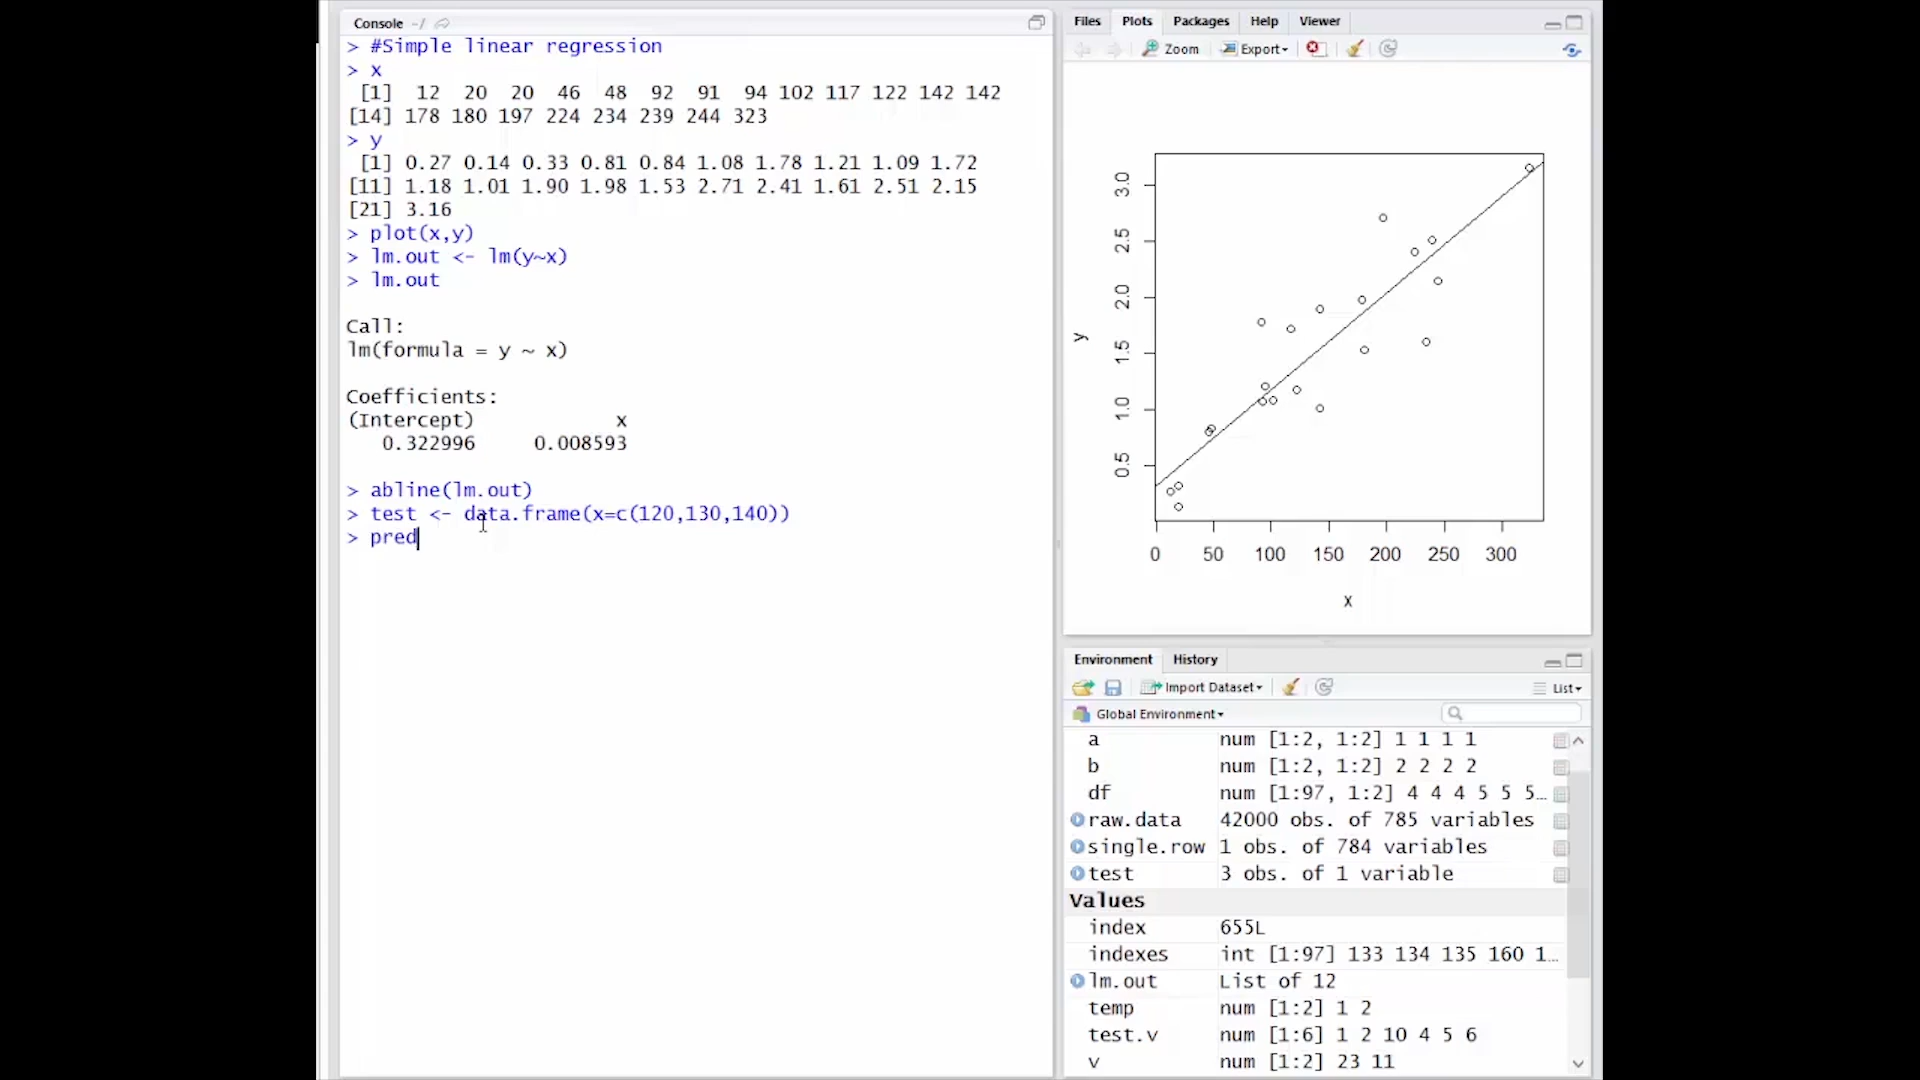 Console ~/
> #Simple linear regression
> x
[1] 12 20 20 46 48 92 91 94 102 117 122 142 142
[14] 178 180 197 224 234 239 244 323
> y
[1] 0.27 0.14 0.33 0.81 0.84 1.08 1.78 1.21 1.09 1.72
[11] 1.18 1.01 1.90 1.98 1.53 2.71 2.41 1.61 2.51 2.15
[21] 3.16
> plot(x,y)
> lm.out <- lm(y~x)
> lm.out
Call:
lm(formula = y ~ x)
Coefficients:
(Intercept) x
0.322996 0.008593
> abline(lm.out)
> test <- data.frame(x=c(120,130,140))
> pred
Files Plots Packages Help Viewer
Zoom Export
3.0
2.5
2.0
1.5
1.0
0.5
y
0 50 100 150 200 250 300
x
Environment History
Import Dataset List
Global Environment
a num [1:2, 1:2] 1 1 1 1
b num [1:2, 1:2] 2 2 2 2
df num [1:97, 1:2] 4 4 4 5 5 5…
raw.data 42000 obs. of 785 variables
single.row 1 obs. of 784 variables
test 3 obs. of 1 variable
Values
index 655L
indexes int [1:97] 133 134 135 160 1…
lm.out List of 12
temp num [1:2] 1 2
test.v num [1:6] 1 2 10 4 5 6
v num [1:2] 23 11